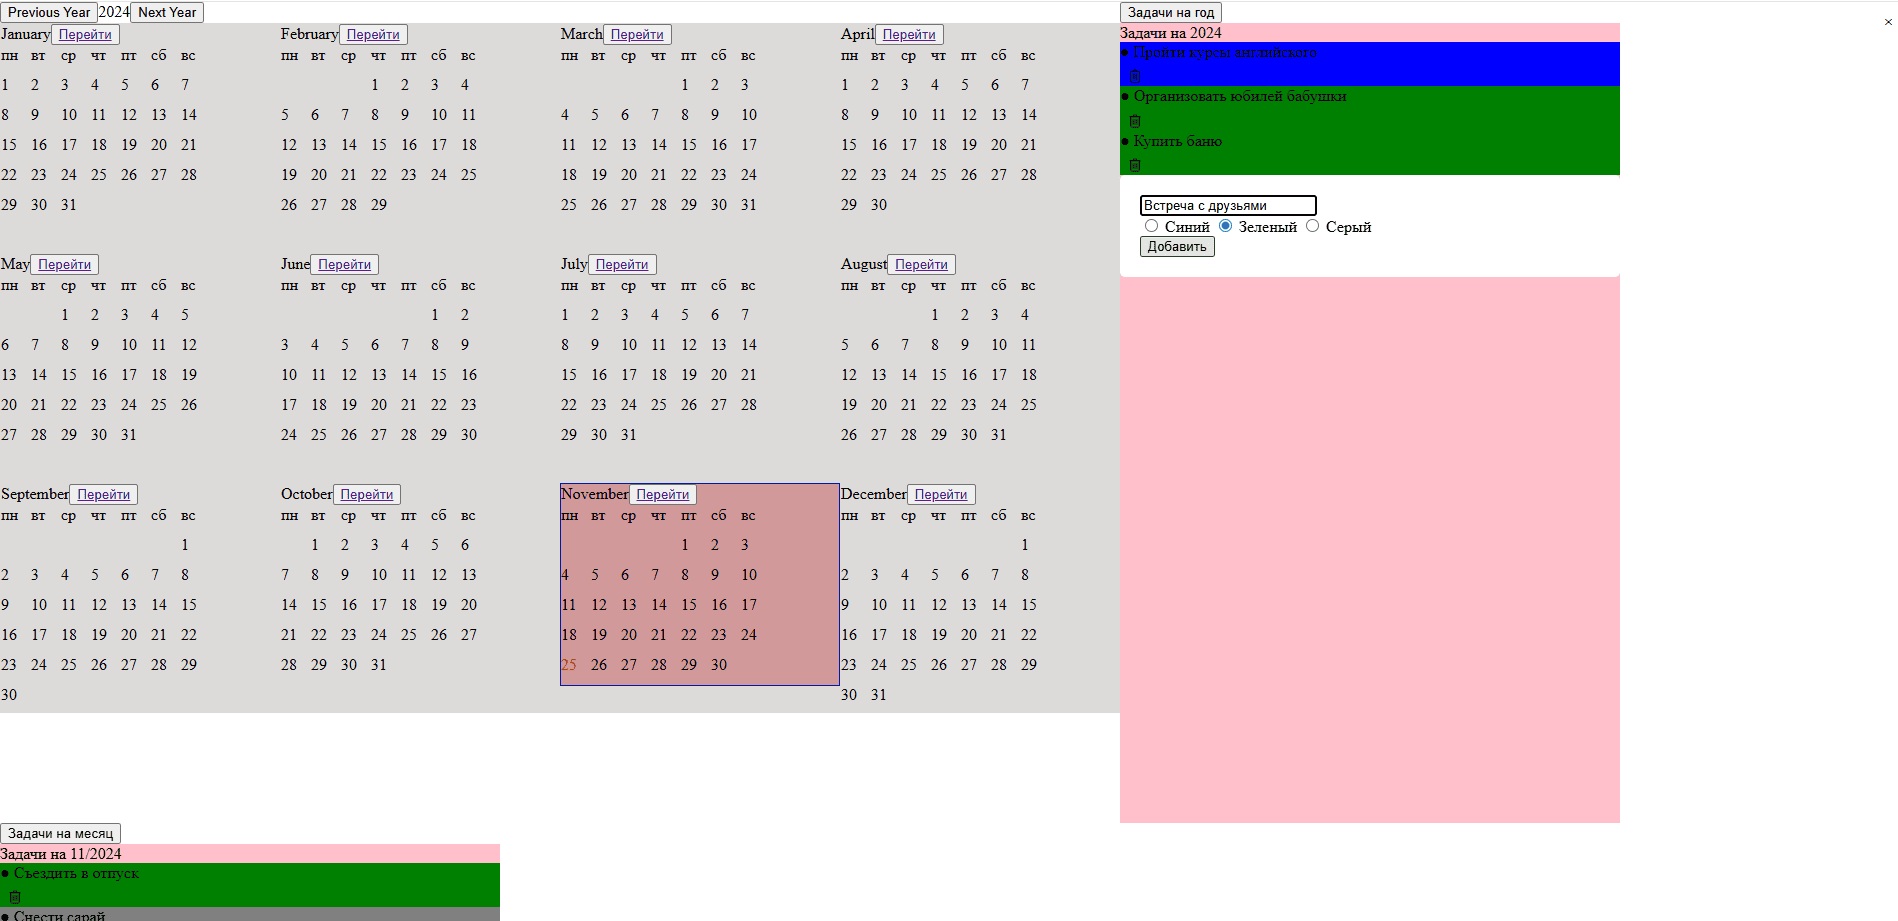 Previous Year 2024 Next Year
January Перейти
пн вт ср чт пт сб вс
1 2 3 4 5 6 7
8 9 10 11 12 13 14
15 16 17 18 19 20 21
22 23 24 25 26 27 28
29 30 31
February Перейти
пн вт ср чт пт сб вс
1 2 3 4
5 6 7 8 9 10 11
12 13 14 15 16 17 18
19 20 21 22 23 24 25
26 27 28 29
March Перейти
пн вт ср чт пт сб вс
1 2 3
4 5 6 7 8 9 10
11 12 13 14 15 16 17
18 19 20 21 22 23 24
25 26 27 28 29 30 31
April Перейти
пн вт ср чт пт сб вс
1 2 3 4 5 6 7
8 9 10 11 12 13 14
15 16 17 18 19 20 21
22 23 24 25 26 27 28
29 30
May Перейти
пн вт ср чт пт сб вс
1 2 3 4 5
6 7 8 9 10 11 12
13 14 15 16 17 18 19
20 21 22 23 24 25 26
27 28 29 30 31
June Перейти
пн вт ср чт пт сб вс
1 2
3 4 5 6 7 8 9
10 11 12 13 14 15 16
17 18 19 20 21 22 23
24 25 26 27 28 29 30
July Перейти
пн вт ср чт пт сб вс
1 2 3 4 5 6 7
8 9 10 11 12 13 14
15 16 17 18 19 20 21
22 23 24 25 26 27 28
29 30 31
August Перейти
пн вт ср чт пт сб вс
1 2 3 4
5 6 7 8 9 10 11
12 13 14 15 16 17 18
19 20 21 22 23 24 25
26 27 28 29 30 31
September Перейти
пн вт ср чт пт сб вс
1
2 3 4 5 6 7 8
9 10 11 12 13 14 15
16 17 18 19 20 21 22
23 24 25 26 27 28 29
30
October Перейти
пн вт ср чт пт сб вс
1 2 3 4 5 6
7 8 9 10 11 12 13
14 15 16 17 18 19 20
21 22 23 24 25 26 27
28 29 30 31
November Перейти
пн вт ср чт пт сб вс
1 2 3
4 5 6 7 8 9 10
11 12 13 14 15 16 17
18 19 20 21 22 23 24
25 26 27 28 29 30
December Перейти
пн вт ср чт пт сб вс
1
2 3 4 5 6 7 8
9 10 11 12 13 14 15
16 17 18 19 20 21 22
23 24 25 26 27 28 29
30 31
Задачи на год
×
Задачи на 2024
● Пройти курсы английского
● Организовать юбилей бабушки
● Купить баню
Встреча с друзьями
Синий Зеленый Серый
Добавить
Задачи на месяц
Задачи на 11/2024
● Съездить в отпуск
● Снести сарай